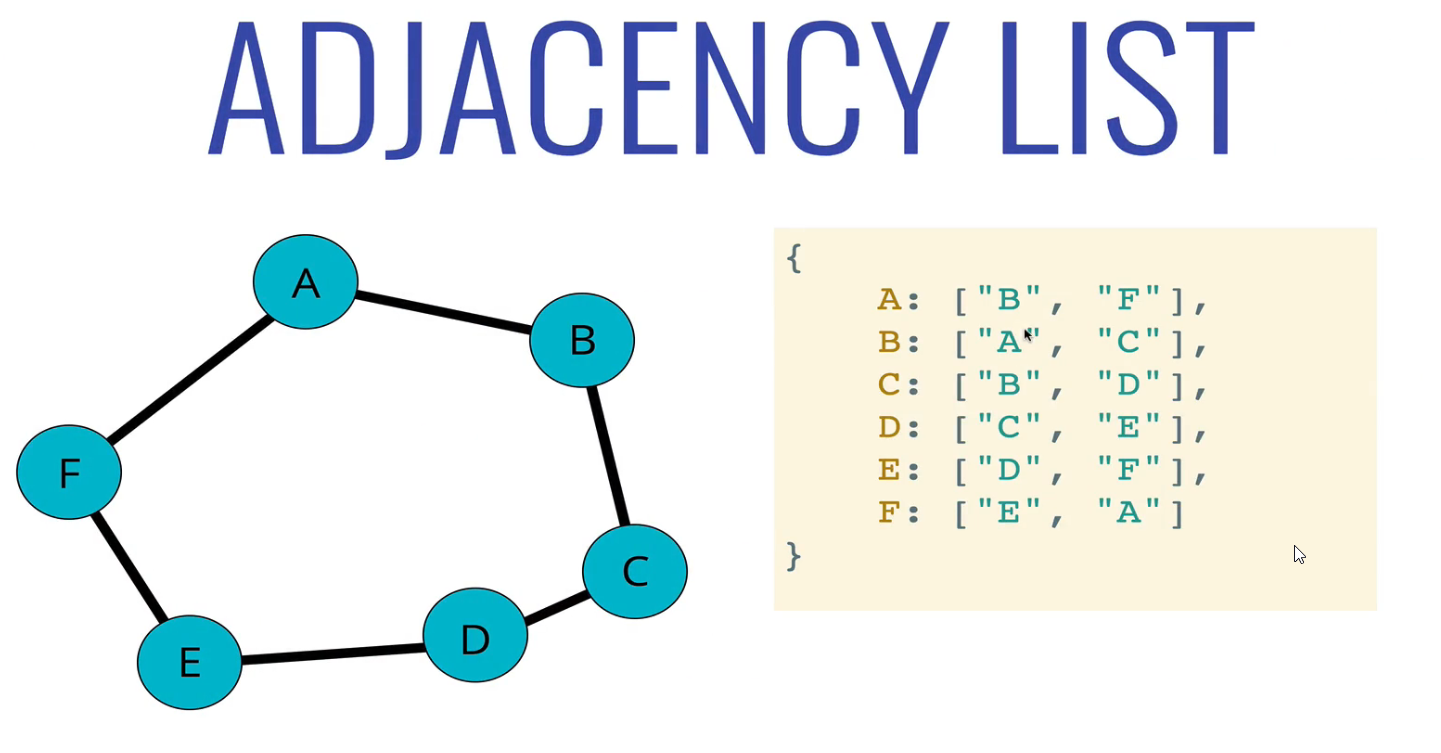 ADJACENCY LIST
A
B
F
C
D
E
{
A: ["B", "F"],
B: ["A", "C"],
C: ["B", "D"],
D: ["C", "E"],
E: ["D", "F"],
F: ["E", "A"]
}